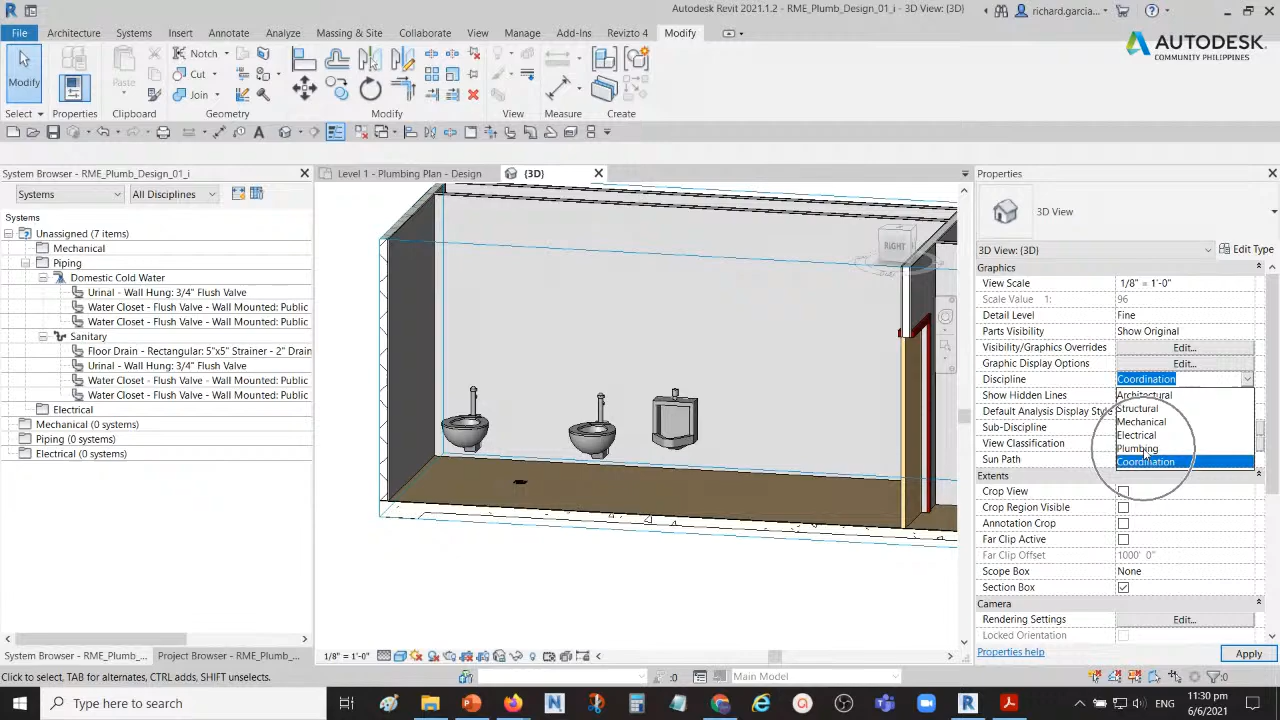 Autodesk Revit 2021.1.2 - RME_Plumb_Design_01_i - 3D View: {3D}
richard.garcia...
File Architecture Systems Insert Annotate Analyze Massing & Site Collaborate View Manage Add-Ins Revizto 4 Modify
AUTODESK
COMMUNITY PHILIPPINES
Modify
Paste
Notch
Cut
Join
Select Properties Clipboard Geometry Modify View Measure Create
System Browser - RME_Plumb_Design_01_i
Level 1 - Plumbing Plan - Design
{3D}
Properties
Systems
All Disciplines
3D View
Systems
Unassigned (7 items)
Mechanical
Piping
Domestic Cold Water
Urinal - Wall Hung: 3/4" Flush Valve
Water Closet - Flush Valve - Wall Mounted: Public
Water Closet - Flush Valve - Wall Mounted: Public
Sanitary
Floor Drain - Rectangular: 5"x5" Strainer - 2" Drain
Urinal - Wall Hung: 3/4" Flush Valve
Water Closet - Flush Valve - Wall Mounted: Public
Water Closet - Flush Valve - Wall Mounted: Public
Electrical
Mechanical (0 systems)
Piping (0 systems)
Electrical (0 systems)
RIGHT
3D View: {3D}
Edit Type
Graphics
View Scale 1/8" = 1'-0"
Scale Value 1: 96
Detail Level Fine
Parts Visibility Show Original
Visibility/Graphics Overrides Edit...
Graphic Display Options Edit...
Discipline Coordination
Show Hidden Lines Architectural
Structural
Default Analysis Display Style
Mechanical
Sub-Discipline Electrical
View Classification Plumbing
Sun Path Coordination
Extents
Crop View
Crop Region Visible
Annotation Crop
Far Clip Active
Far Clip Offset 1000' 0"
Scope Box None
Section Box
Camera
Rendering Settings Edit...
Locked Orientation
Properties help
Apply
System Browser - RME_Plumb_...
Project Browser - RME_Plumb_...
1/8" = 1'-0"
Click to select, TAB for alternates, CTRL adds, SHIFT unselects.
:0
Main Model
:0
Type here to search
ENG
11:30 pm
6/6/2021